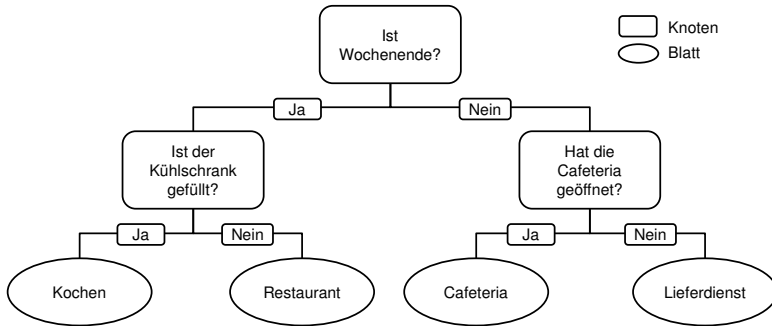 Ist
Wochenende?
Knoten
Blatt
Ja
Nein
Ist der
Kühlschrank
gefüllt?
Hat die
Cafeteria
geöffnet?
Ja
Nein
Ja
Nein
Kochen
Restaurant
Cafeteria
Lieferdienst